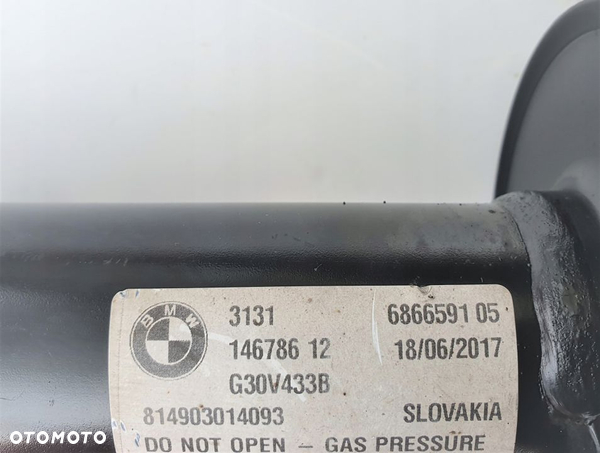 BMW
3131 6866591 05
146786 12 18/06/2017
G30V433B
814903014093 SLOVAKIA
DO NOT OPEN – GAS PRESSURE
OTOMOTO